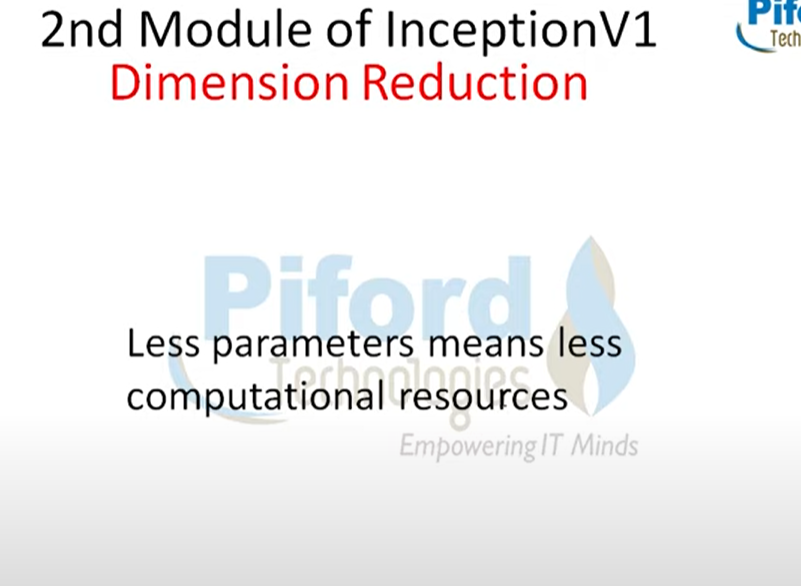 2nd Module of InceptionV1
Dimension Reduction
Piford
Technologies
Less parameters means less
computational resources
Empowering IT Minds